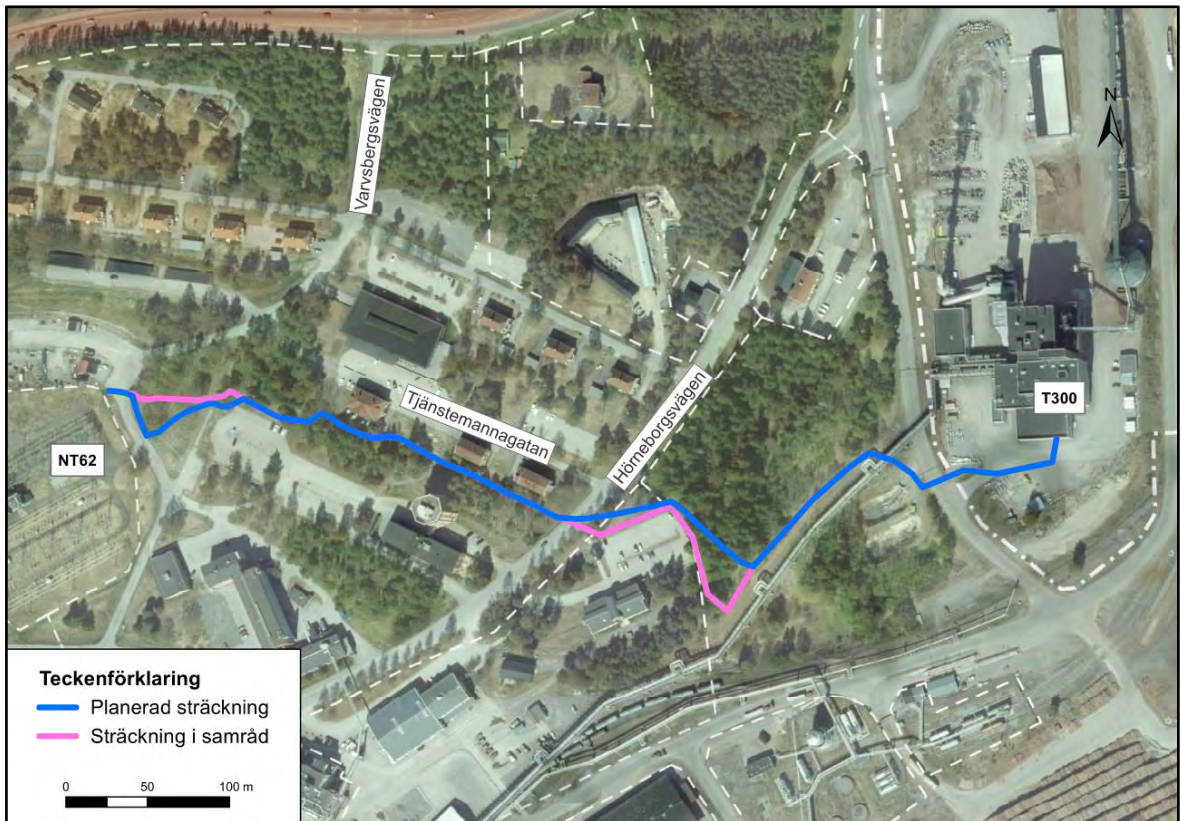 N
Varvsbergsvägen
Tjänstemannagatan
Hörneborgsvägen
T300
NT62
Teckenförklaring
Planerad sträckning
Sträckning i samråd
0 50 100 m